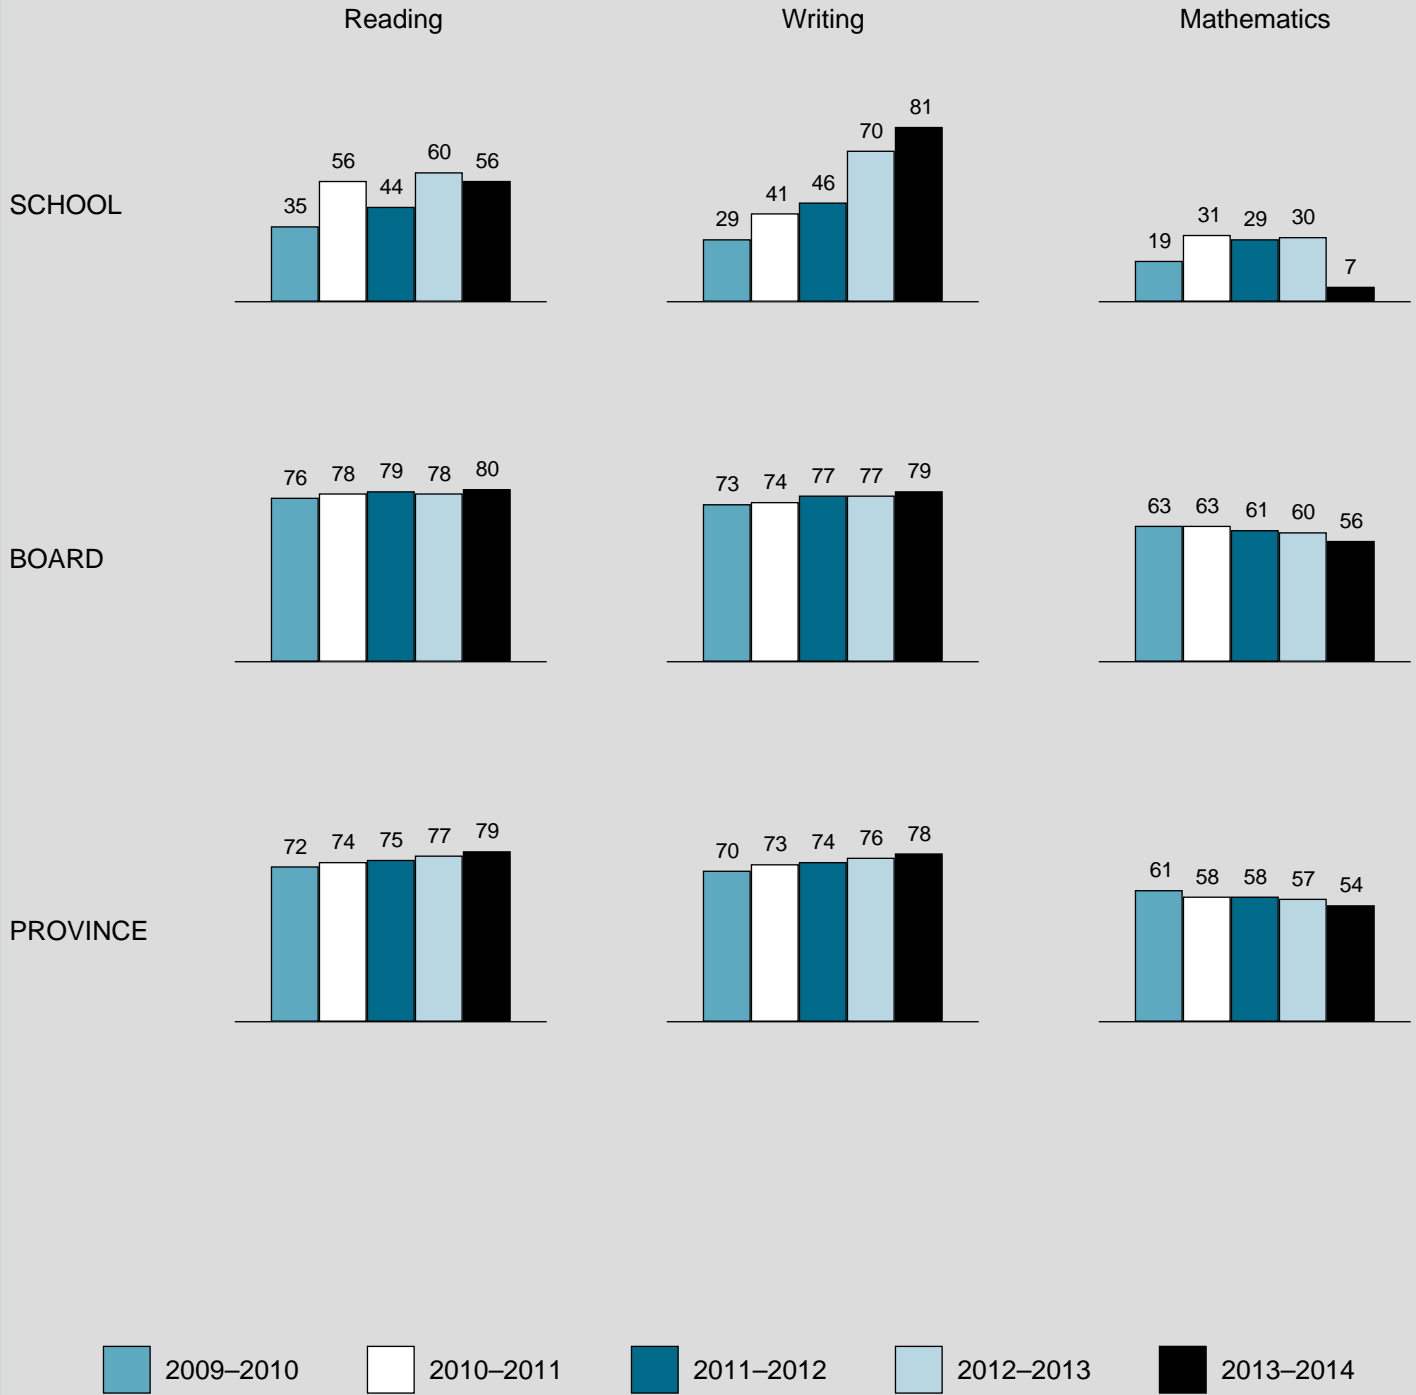 Reading Writing Mathematics
SCHOOL
35 56 44 60 56
29 41 46 70 81
19 31 29 30 7
BOARD
76 78 79 78 80
73 74 77 77 79
63 63 61 60 56
PROVINCE
72 74 75 77 79
70 73 74 76 78
61 58 58 57 54
2009–2010 2010–2011 2011–2012 2012–2013 2013–2014